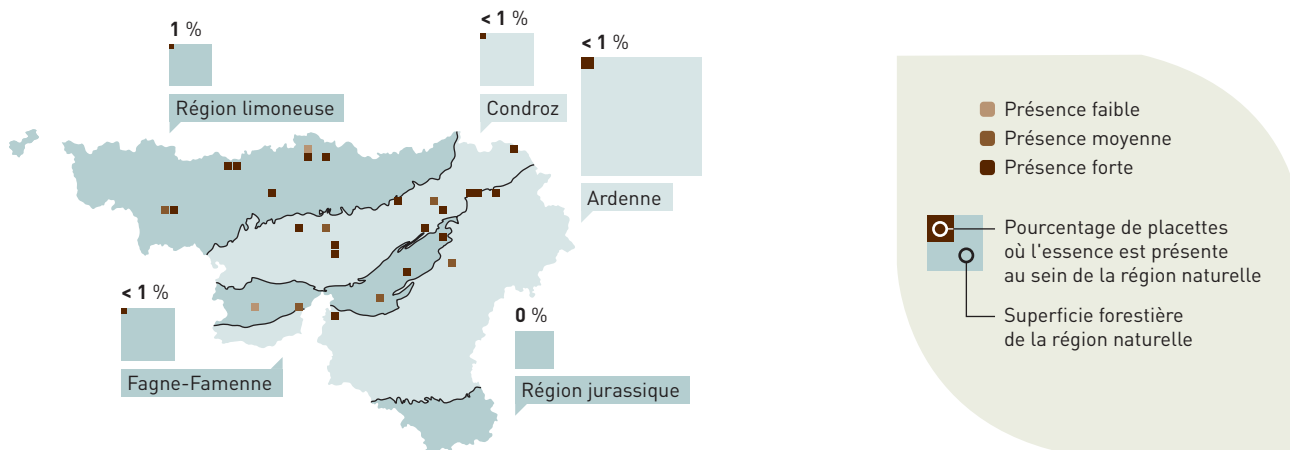 1 %
Région limoneuse
< 1 %
Condroz
< 1 %
Ardenne
< 1 %
Fagne-Famenne
0 %
Région jurassique
Présence faible
Présence moyenne
Présence forte
Pourcentage de placettes
où l'essence est présente
au sein de la région naturelle
Superficie forestière
de la région naturelle